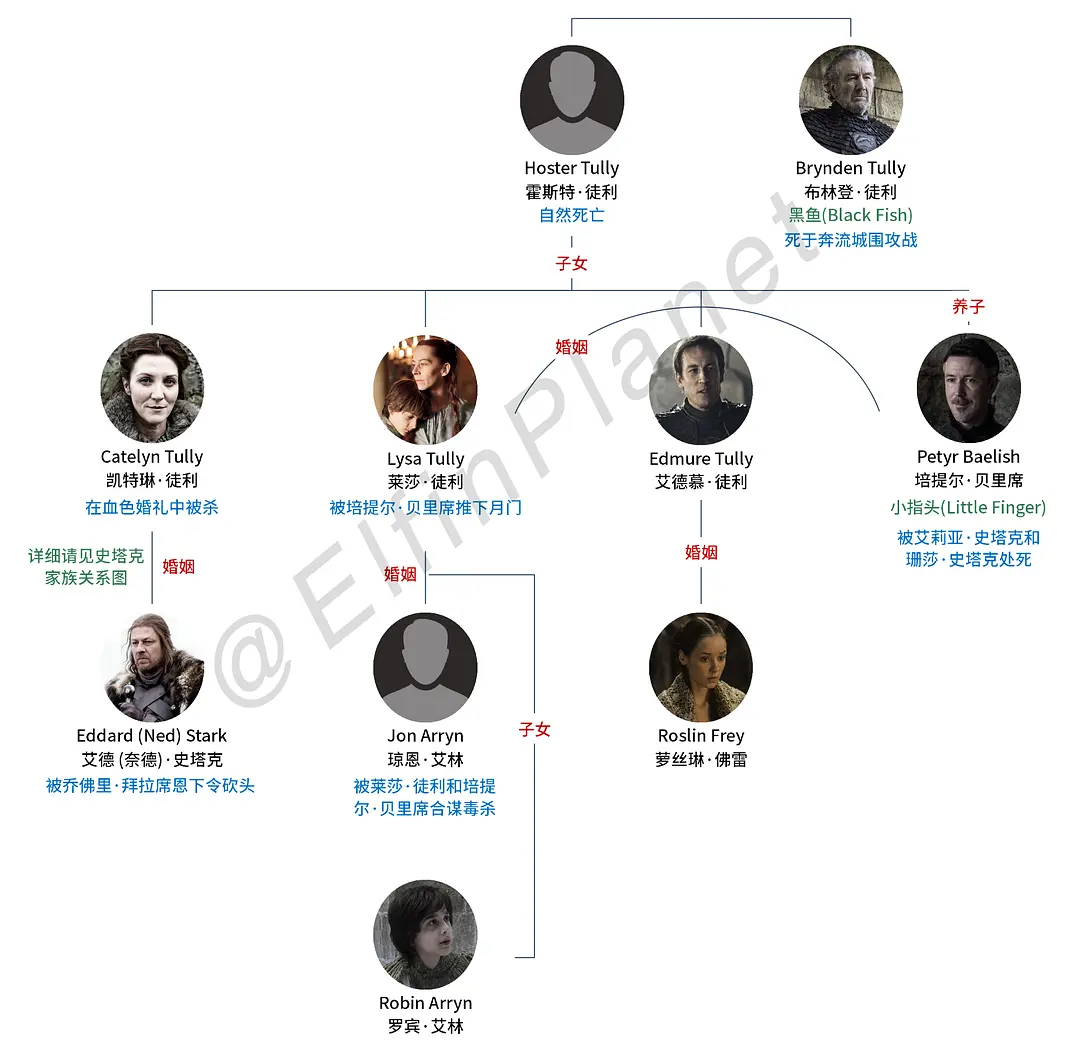 Hoster Tully
霍斯特·徒利
自然死亡
Brynden Tully
布林登·徒利
黑鱼(Black Fish)
死于奔流城围攻战
子女
养子
婚姻
Catelyn Tully
凯特琳·徒利
在血色婚礼中被杀
Lysa Tully
莱莎·徒利
被培提尔·贝里席推下月门
Edmure Tully
艾德慕·徒利
Petyr Baelish
培提尔·贝里席
小指头(Little Finger)
被艾莉亚·史塔克和
珊莎·史塔克处死
详细请见史塔克
家族关系图
婚姻
婚姻
婚姻
Eddard (Ned) Stark
艾德 (奈德)·史塔克
被乔佛里·拜拉席恩下令砍头
Jon Arryn
琼恩·艾林
被莱莎·徒利和培提
尔·贝里席合谋毒杀
子女
Roslin Frey
萝丝琳·佛雷
Robin Arryn
罗宾·艾林
@ElfinPlanet